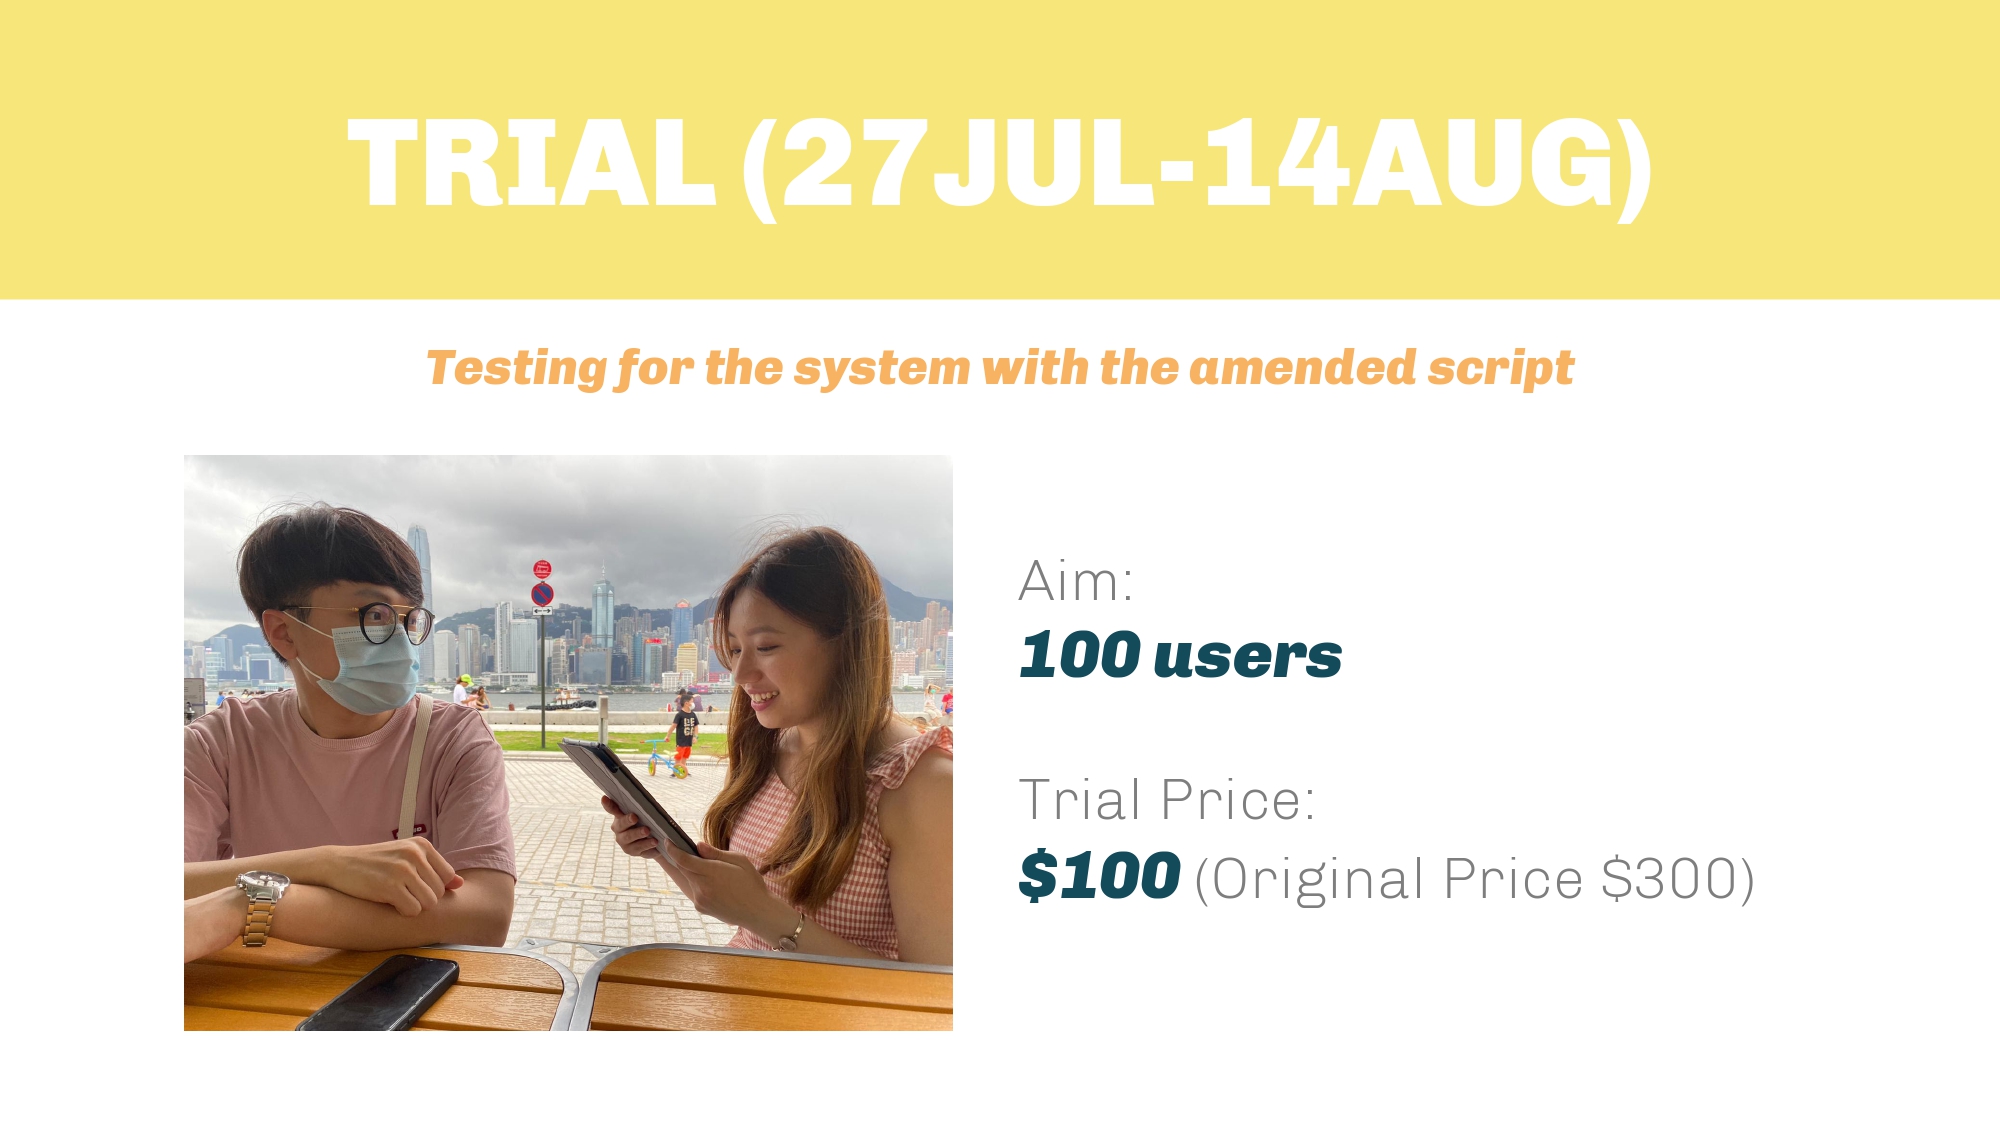 TRIAL (27JUL-14AUG)
Testing for the system with the amended script
Aim:
100 users
Trial Price:
$100 (Original Price $300)